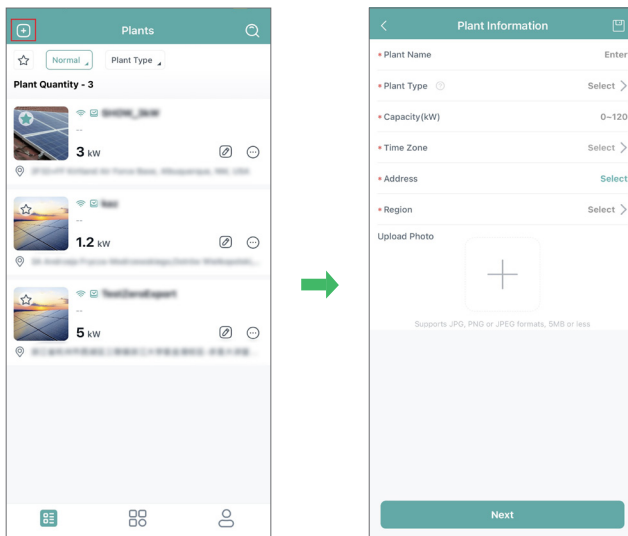 Plants
Normal
Plant Type
Plant Quantity - 3
--
3 kW
--
1.2 kW
--
5 kW
Plant Information
* Plant Name Enter
* Plant Type Select
* Capacity(kW) 0~120
* Time Zone Select
* Address Select
* Region Select
Upload Photo
Supports JPG, PNG or JPEG formats, 5MB or less
Next